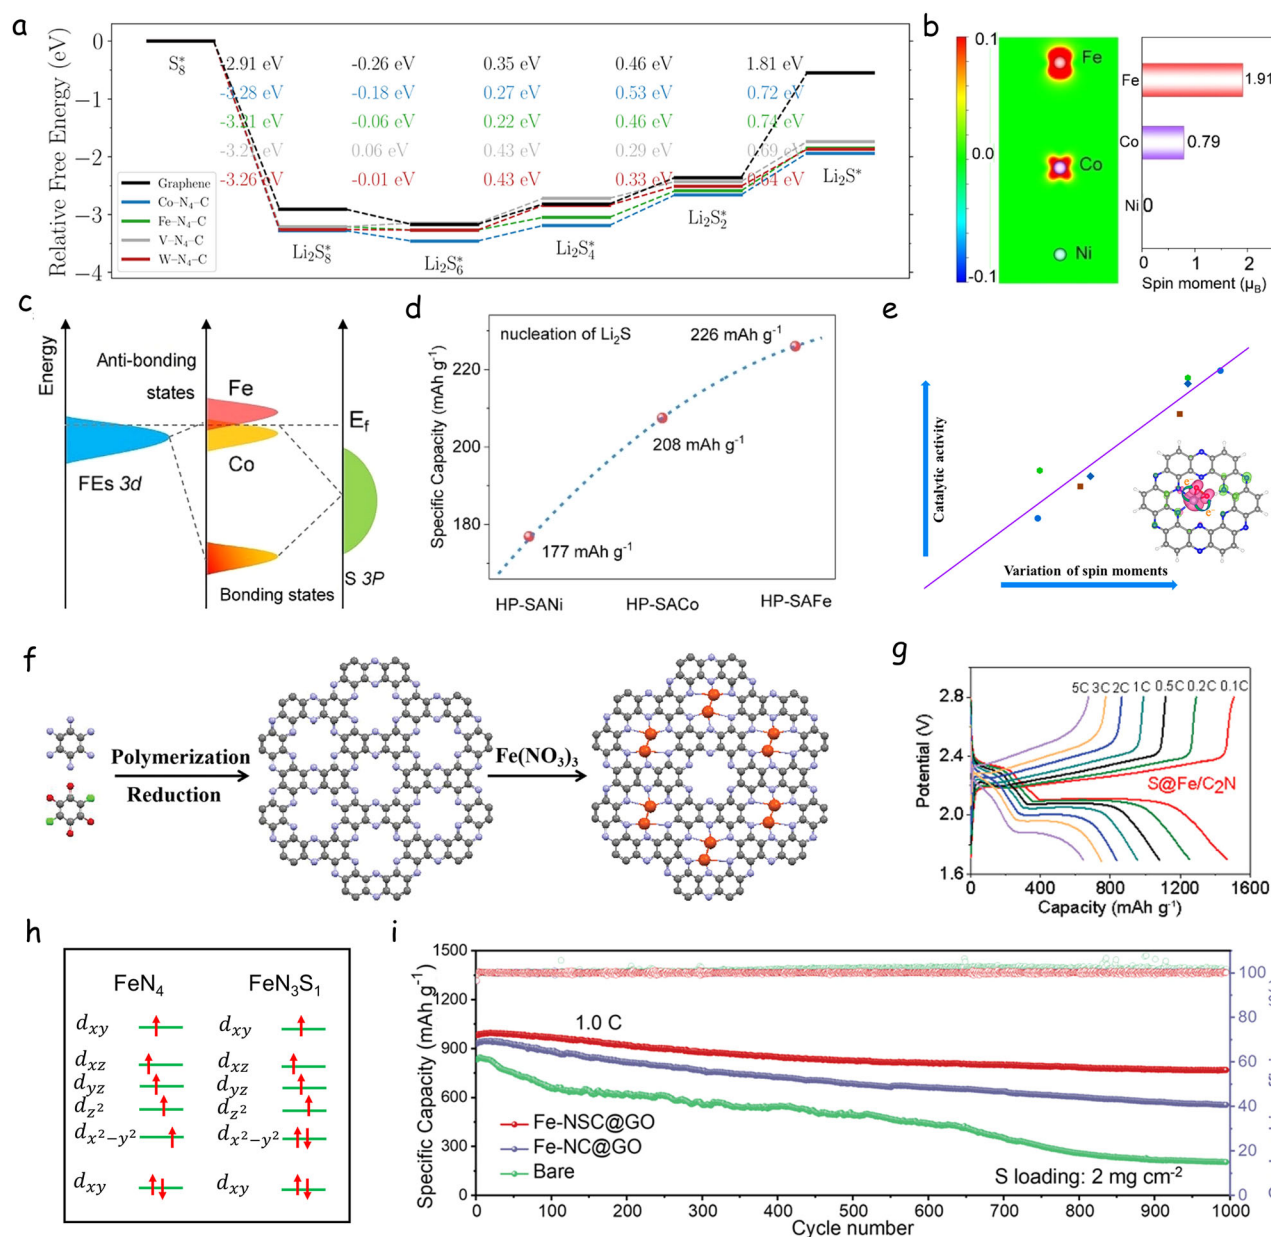 a
Relative Free Energy (eV)
0
−1
−2
−3
−4
S8*
-2.91 eV -0.26 eV 0.35 eV 0.46 eV 1.81 eV
-3.28 eV -0.18 eV 0.27 eV 0.53 eV 0.72 eV
-3.21 eV -0.06 eV 0.22 eV 0.46 eV 0.74 eV
0.06 eV 0.43 eV 0.29 eV 0.69 eV
-3.26 eV -0.01 eV 0.43 eV 0.33 eV
Graphene
Co–N4–C
Fe–N4–C
V–N4–C
W–N4–C
Li2S8*
Li2S6*
Li2S4*
Li2S2*
Li2S*
b
0.1
0.0
-0.1
Fe
Co
Ni
Fe
Co
Ni
1.91
0.79
0
0 1 2
Spin moment (μB)
c
Energy
Anti-bonding
states
Fe
Co
Ef
FEs 3d
Bonding states
S 3P
d
nucleation of Li2S
Specific Capacity (mAh g-1)
220
200
180
226 mAh g-1
208 mAh g-1
177 mAh g-1
HP-SANi HP-SACo HP-SAFe
e
Catalytic activity
Variation of spin moments
f
Polymerization
Reduction
Fe(NO3)3
g
Potential (V)
2.8
2.4
2.0
1.6
5C 3C 2C 1C 0.5C 0.2C 0.1C
S@Fe/C2N
0 400 800 1200 1600
Capacity (mAh g-1)
h
FeN4 FeN3S1
dxy dxy
dxz dxz
dyz dyz
dz2 dz2
dx2−y2 dx2−y2
dxy dxy
i
Specific Capacity (mAh g-1)
1500
1200
900
600
300
0
1.0 C
Fe-NSC@GO
Fe-NC@GO
Bare
S loading: 2 mg cm-2
100
80
60
40
20
0
0 100 200 300 400 500 600 700 800 900 1000
Cycle number